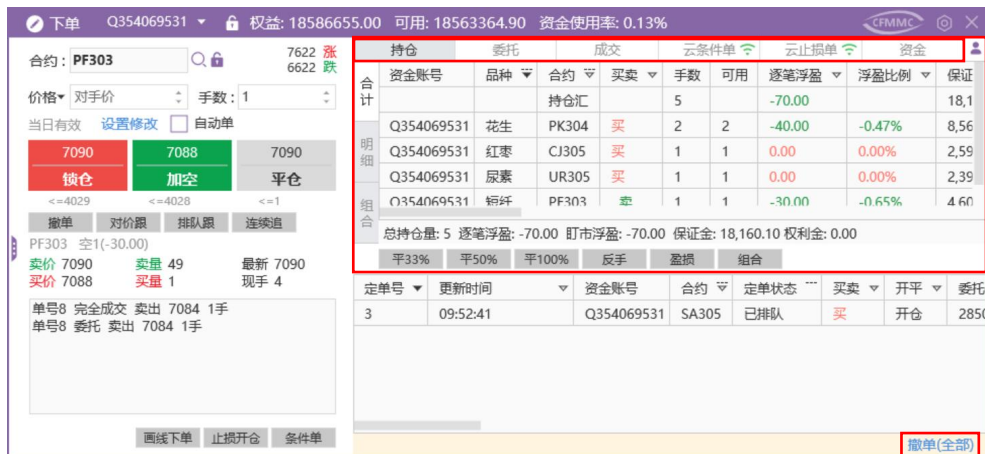 下单 Q354069531 权益: 18586655.00 可用: 18563364.90 资金使用率: 0.13% CFMMC
合约: PF303 7622 涨
6622 跌
价格 对手价 手数: 1
当日有效 设置修改 自动单
7090 7088 7090
锁仓 加空 平仓
<=4029 <=4028 <=1
撤单 对价跟 排队跟 连续追
PF303 空1(-30.00)
卖价 7090 卖量 49 最新 7090
买价 7088 买量 1 现手 4
单号8 完全成交 卖出 7084 1手
单号8 委托 卖出 7084 1手
画线下单 止损开仓 条件单
持仓 委托 成交 云条件单 云止损单 资金
合计
明细
组合
资金账号 品种 合约 买卖 手数 可用 逐笔浮盈 浮盈比例 保证
持仓汇 5 -70.00 18,1
Q354069531 花生 PK304 买 2 2 -40.00 -0.47% 8,56
Q354069531 红枣 CJ305 买 1 1 0.00 0.00% 2,59
Q354069531 尿素 UR305 买 1 1 0.00 0.00% 2,39
Q354069531 短纤 PF303 卖 1 1 -30.00 -0.65% 4,60
总持仓量: 5 逐笔浮盈: -70.00 盯市浮盈: -70.00 保证金: 18,160.10 权利金: 0.00
平33% 平50% 平100% 反手 盈损 组合
定单号 更新时间 资金账号 合约 定单状态 买卖 开平 委托
3 09:52:41 Q354069531 SA305 已排队 买 开仓 2850
撤单(全部)